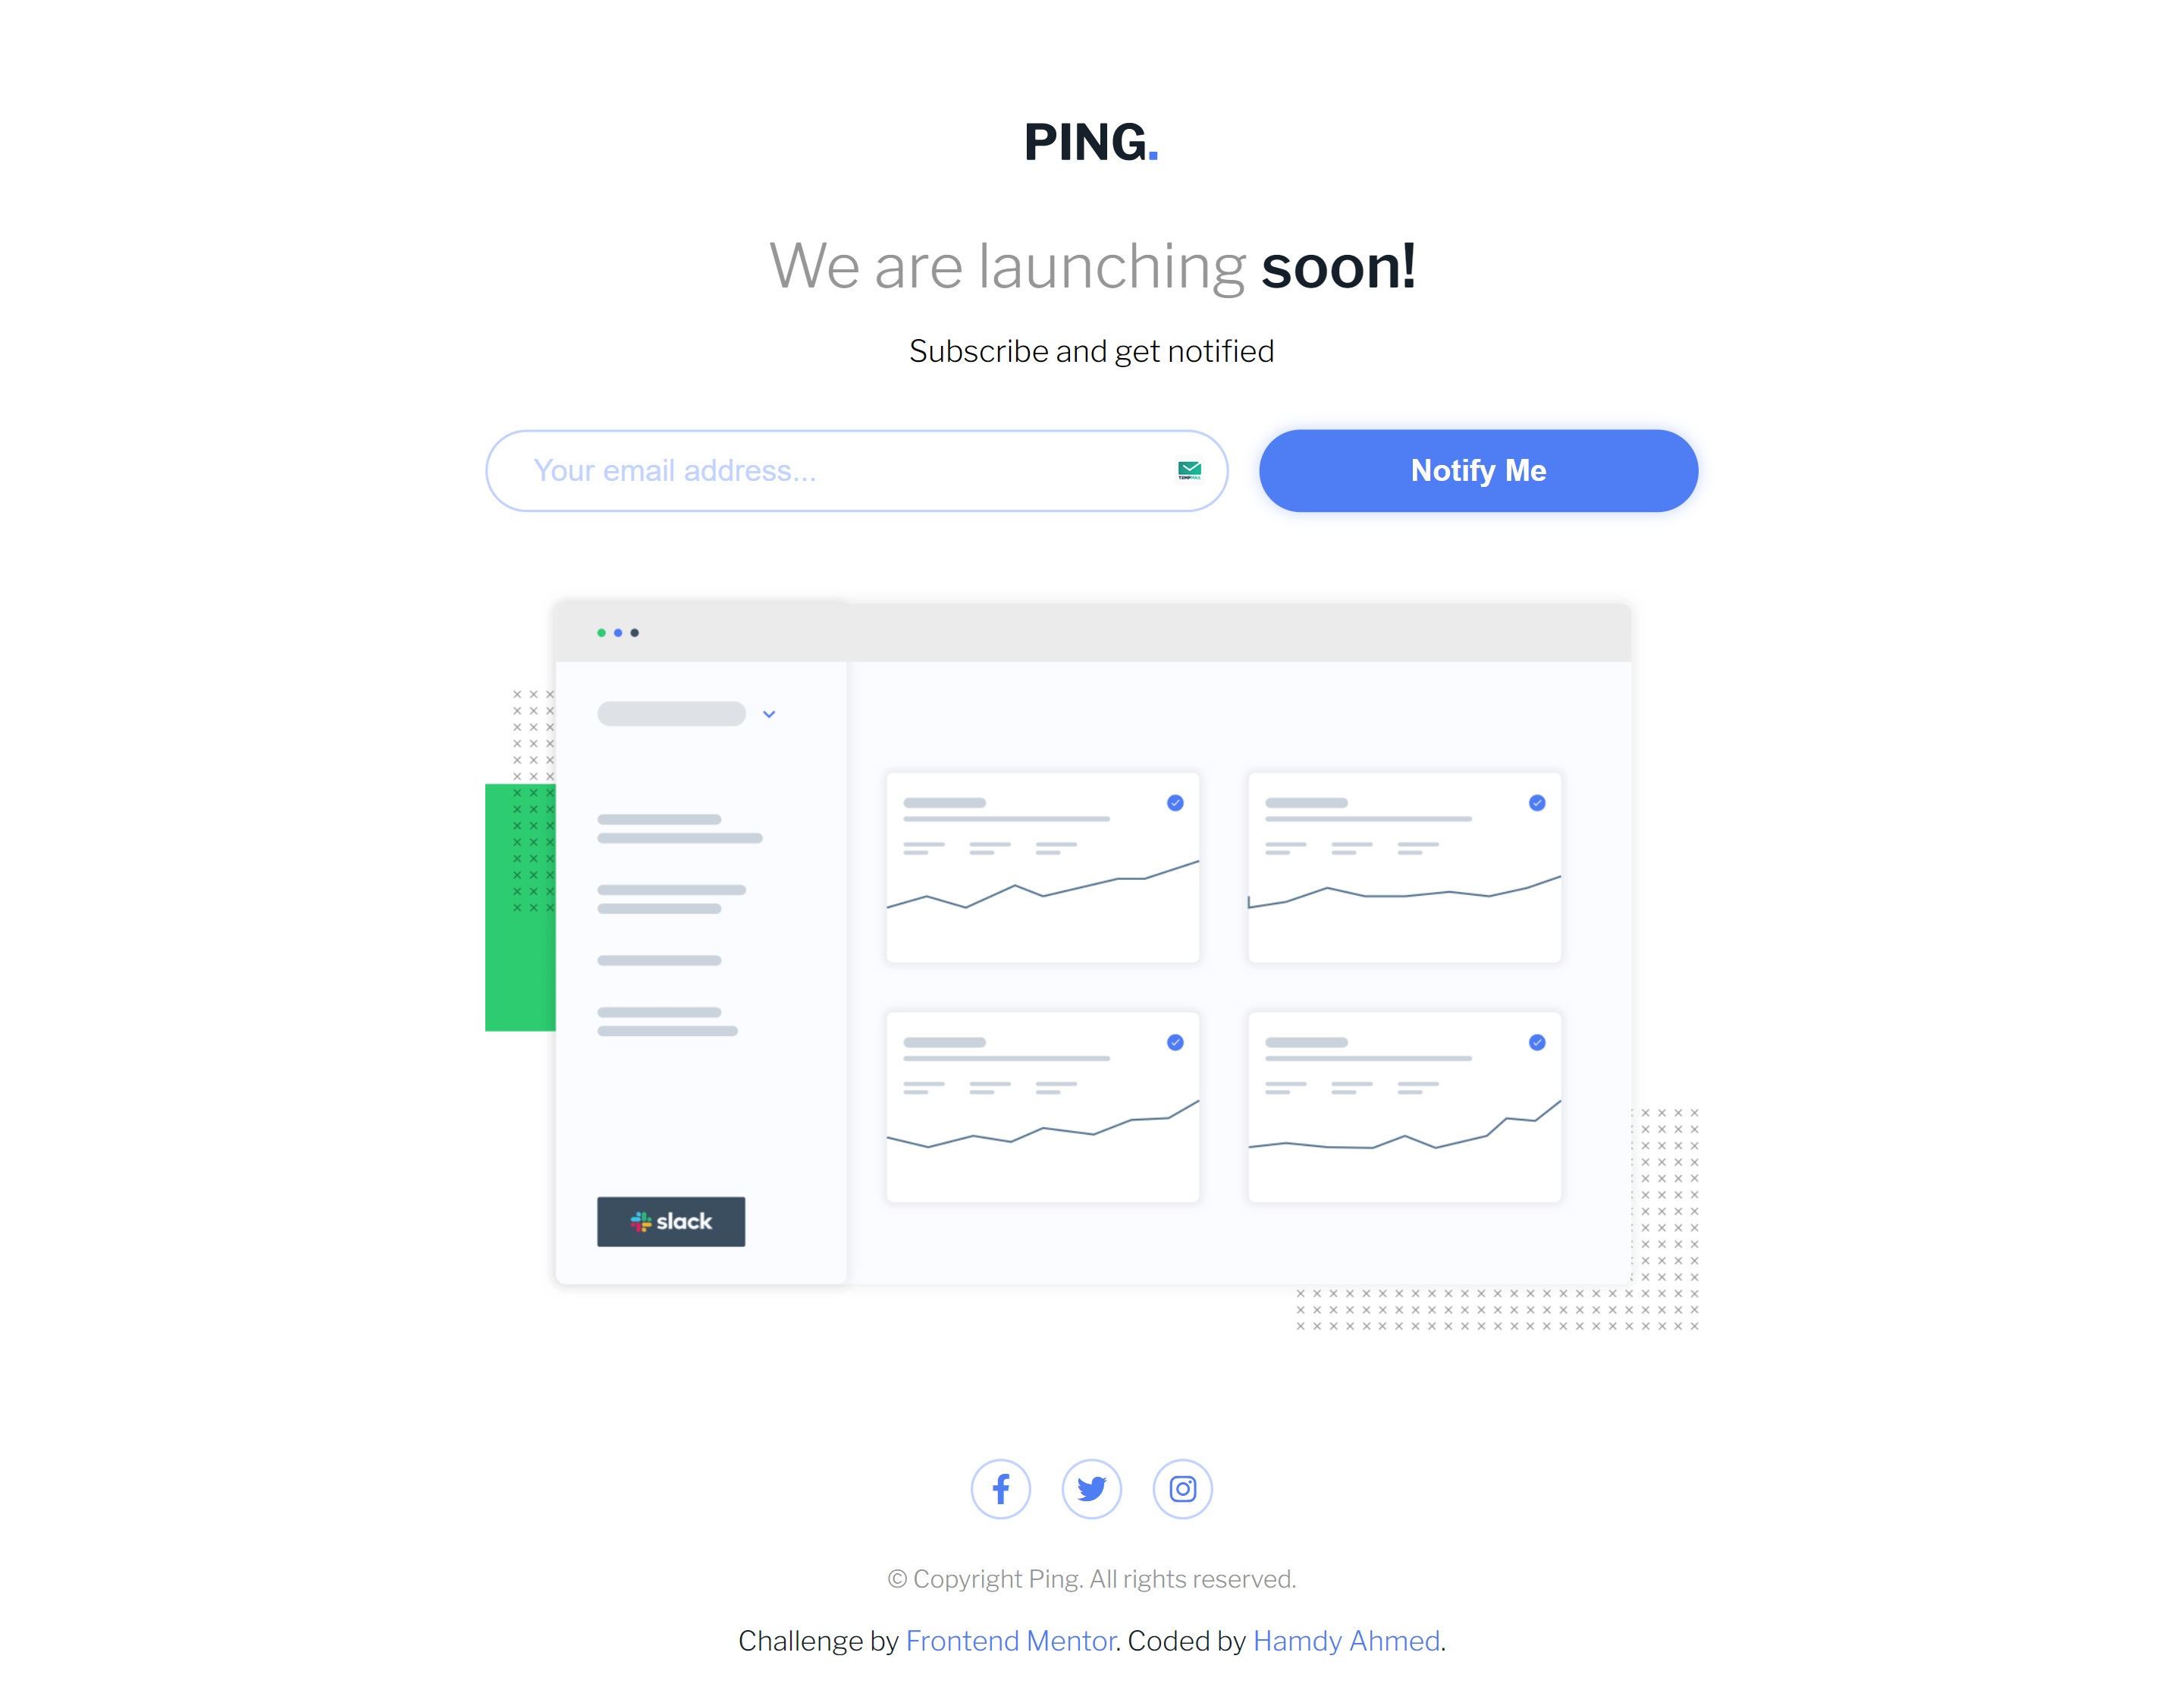 PING.
We are launching soon!
Subscribe and get notified
Your email address...
TEMPMAIL
Notify Me
slack
© Copyright Ping. All rights reserved.
Challenge by Frontend Mentor. Coded by Hamdy Ahmed.